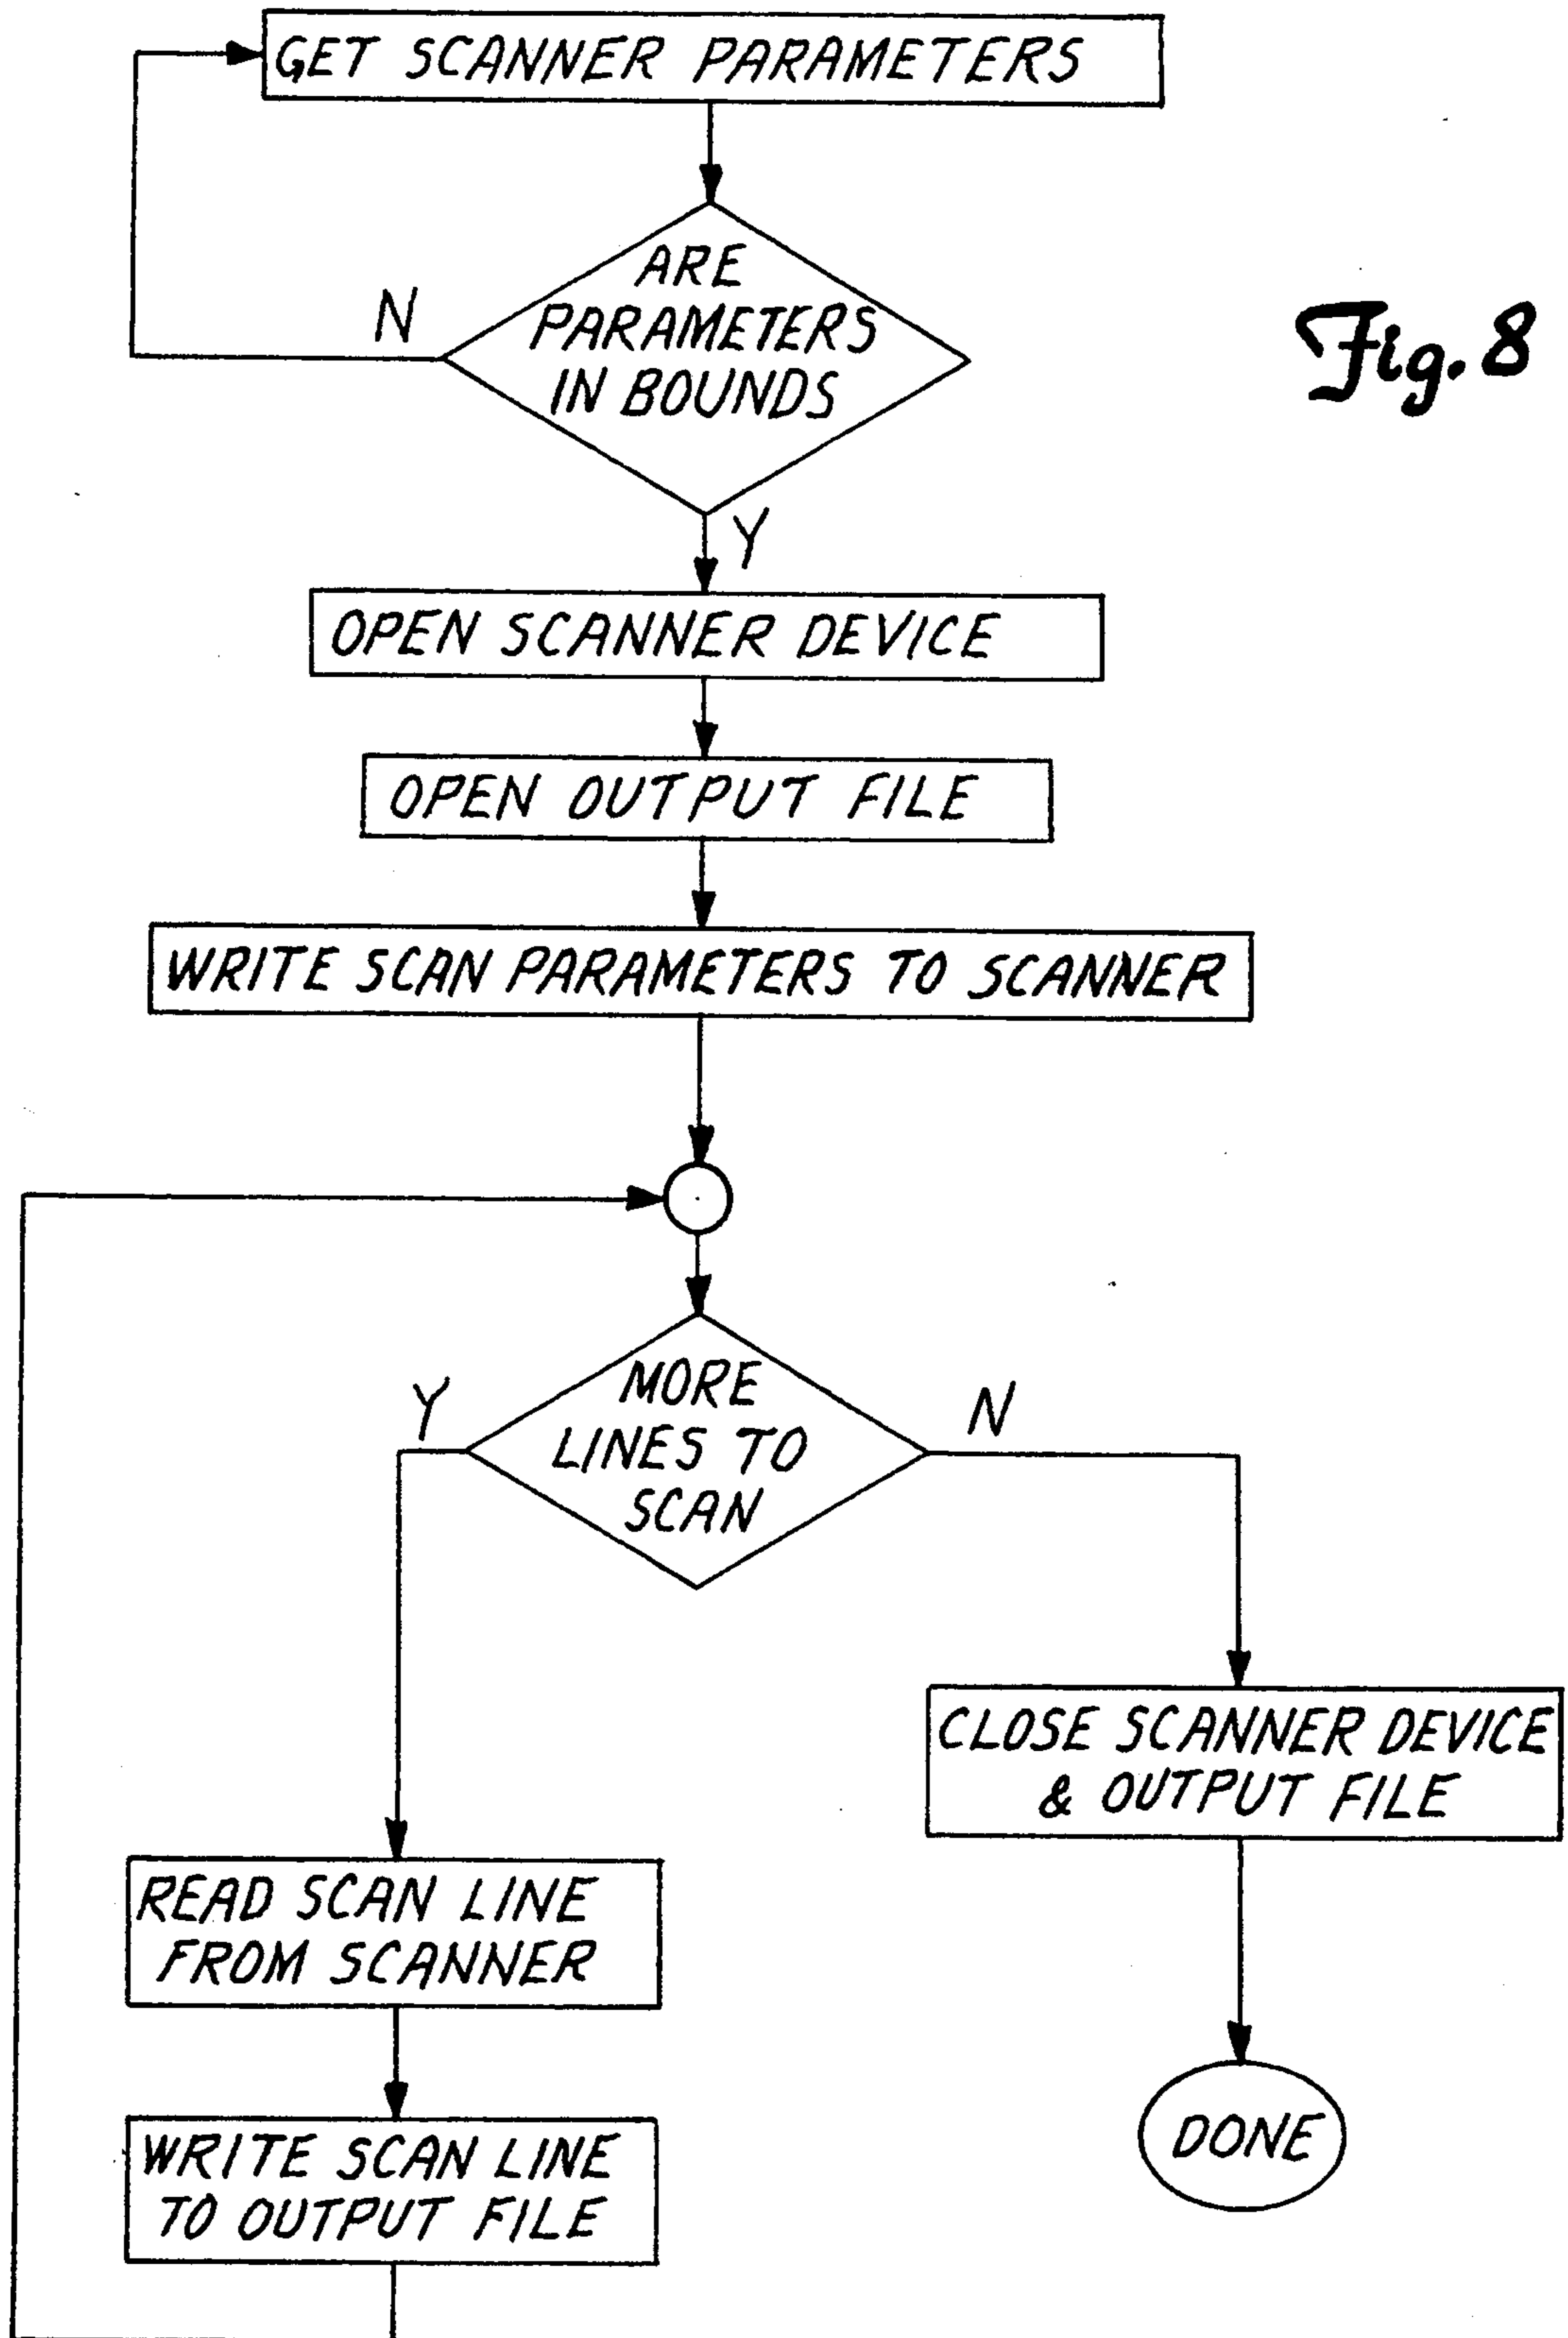 GET SCANNER PARAMETERS
ARE
PARAMETERS
IN BOUNDS
N
Fig. 8
Y
OPEN SCANNER DEVICE
OPEN OUTPUT FILE
WRITE SCAN PARAMETERS TO SCANNER
MORE
LINES TO
SCAN
Y
N
CLOSE SCANNER DEVICE
& OUTPUT FILE
READ SCAN LINE
FROM SCANNER
WRITE SCAN LINE
TO OUTPUT FILE
DONE